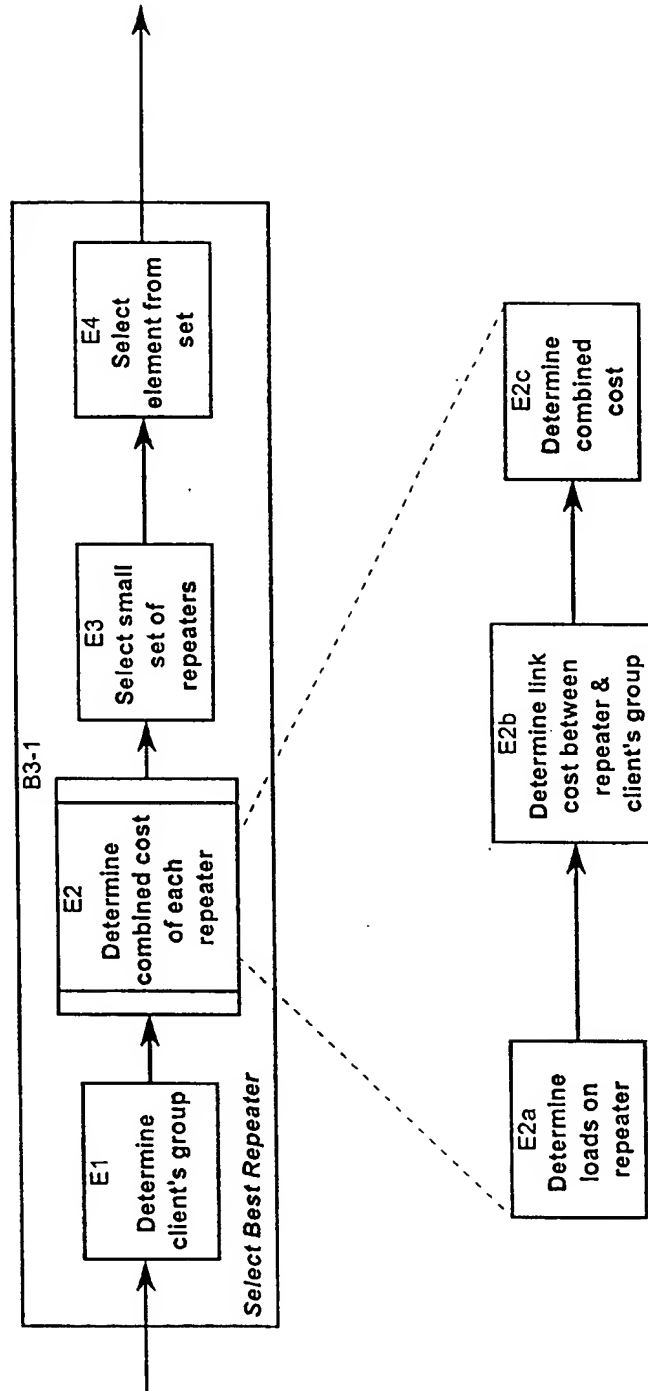 B3-1
E1
Determine
client's group
E2
Determine
combined cost
of each
repeater
E3
Select small
set of
repeaters
E4
Select
element from
set
Select Best Repeater
E2a
Determine
loads on
repeater
E2b
Determine link
cost between
repeater &
client's group
E2c
Determine
combined
cost